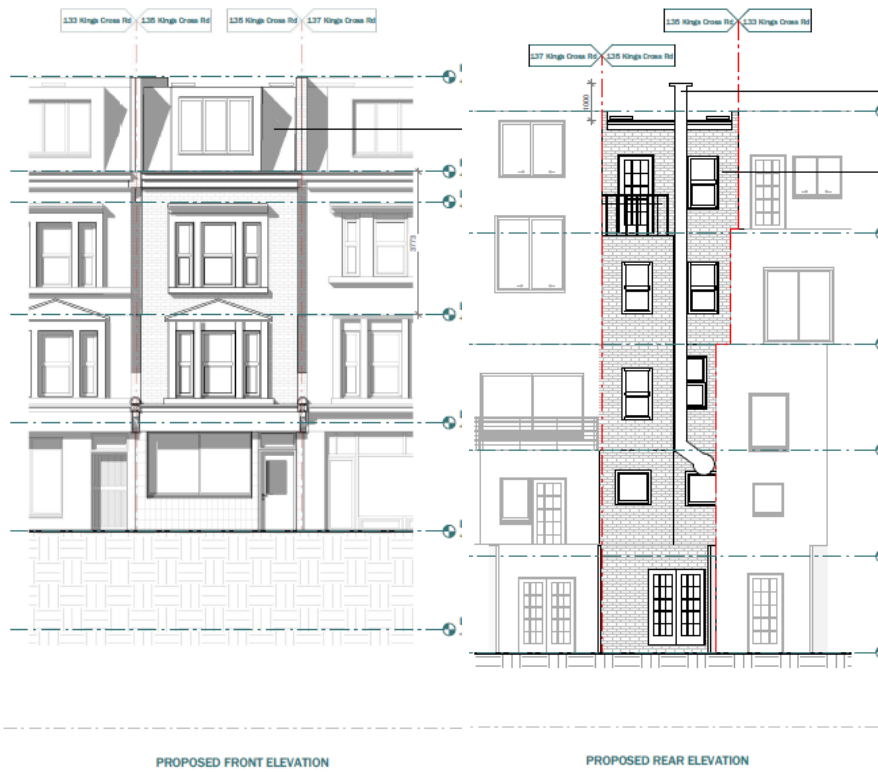 133 Kings Cross Rd
135 Kings Cross Rd
135 Kings Cross Rd
137 Kings Cross Rd
3773
PROPOSED FRONT ELEVATION
135 Kings Cross Rd
133 Kings Cross Rd
137 Kings Cross Rd
135 Kings Cross Rd
1000
PROPOSED REAR ELEVATION